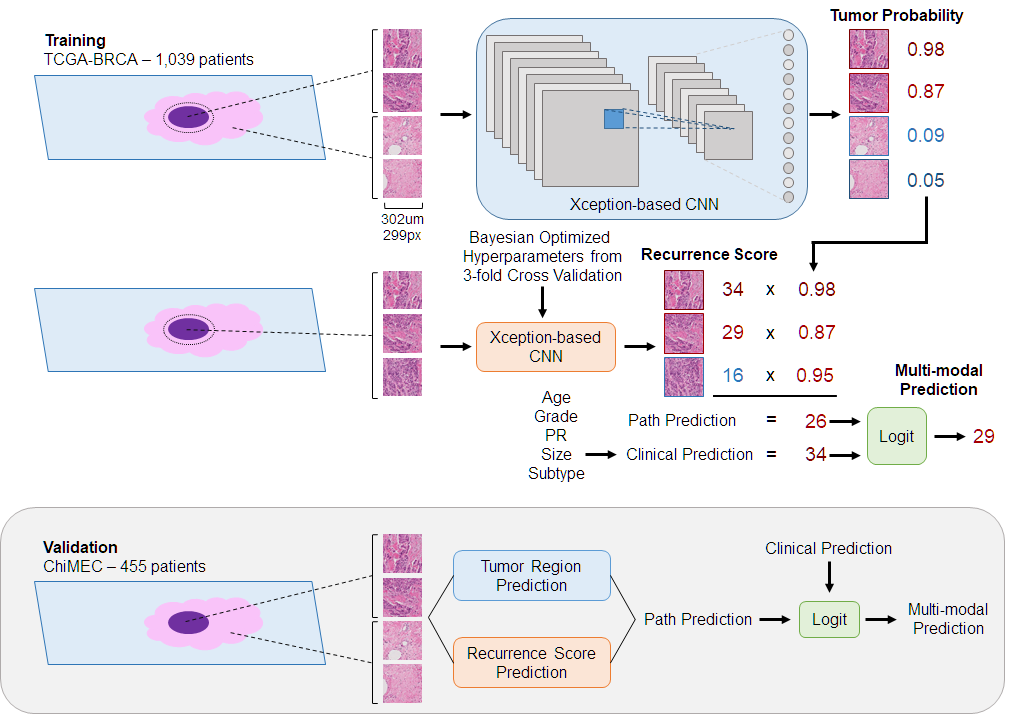 Training
TCGA-BRCA – 1,039 patients
302um
299px
Xception-based CNN
Tumor Probability
0.98
0.87
0.09
0.05
Bayesian Optimized
Hyperparameters from
3-fold Cross Validation
Xception-based
CNN
Recurrence Score
34 x 0.98
29 x 0.87
16 x 0.95
Age
Grade
PR
Size
Subtype
Path Prediction = 26
Clinical Prediction = 34
Multi-modal
Prediction
Logit
29
Validation
ChiMEC – 455 patients
Tumor Region
Prediction
Recurrence Score
Prediction
Path Prediction
Clinical Prediction
Logit
Multi-modal
Prediction